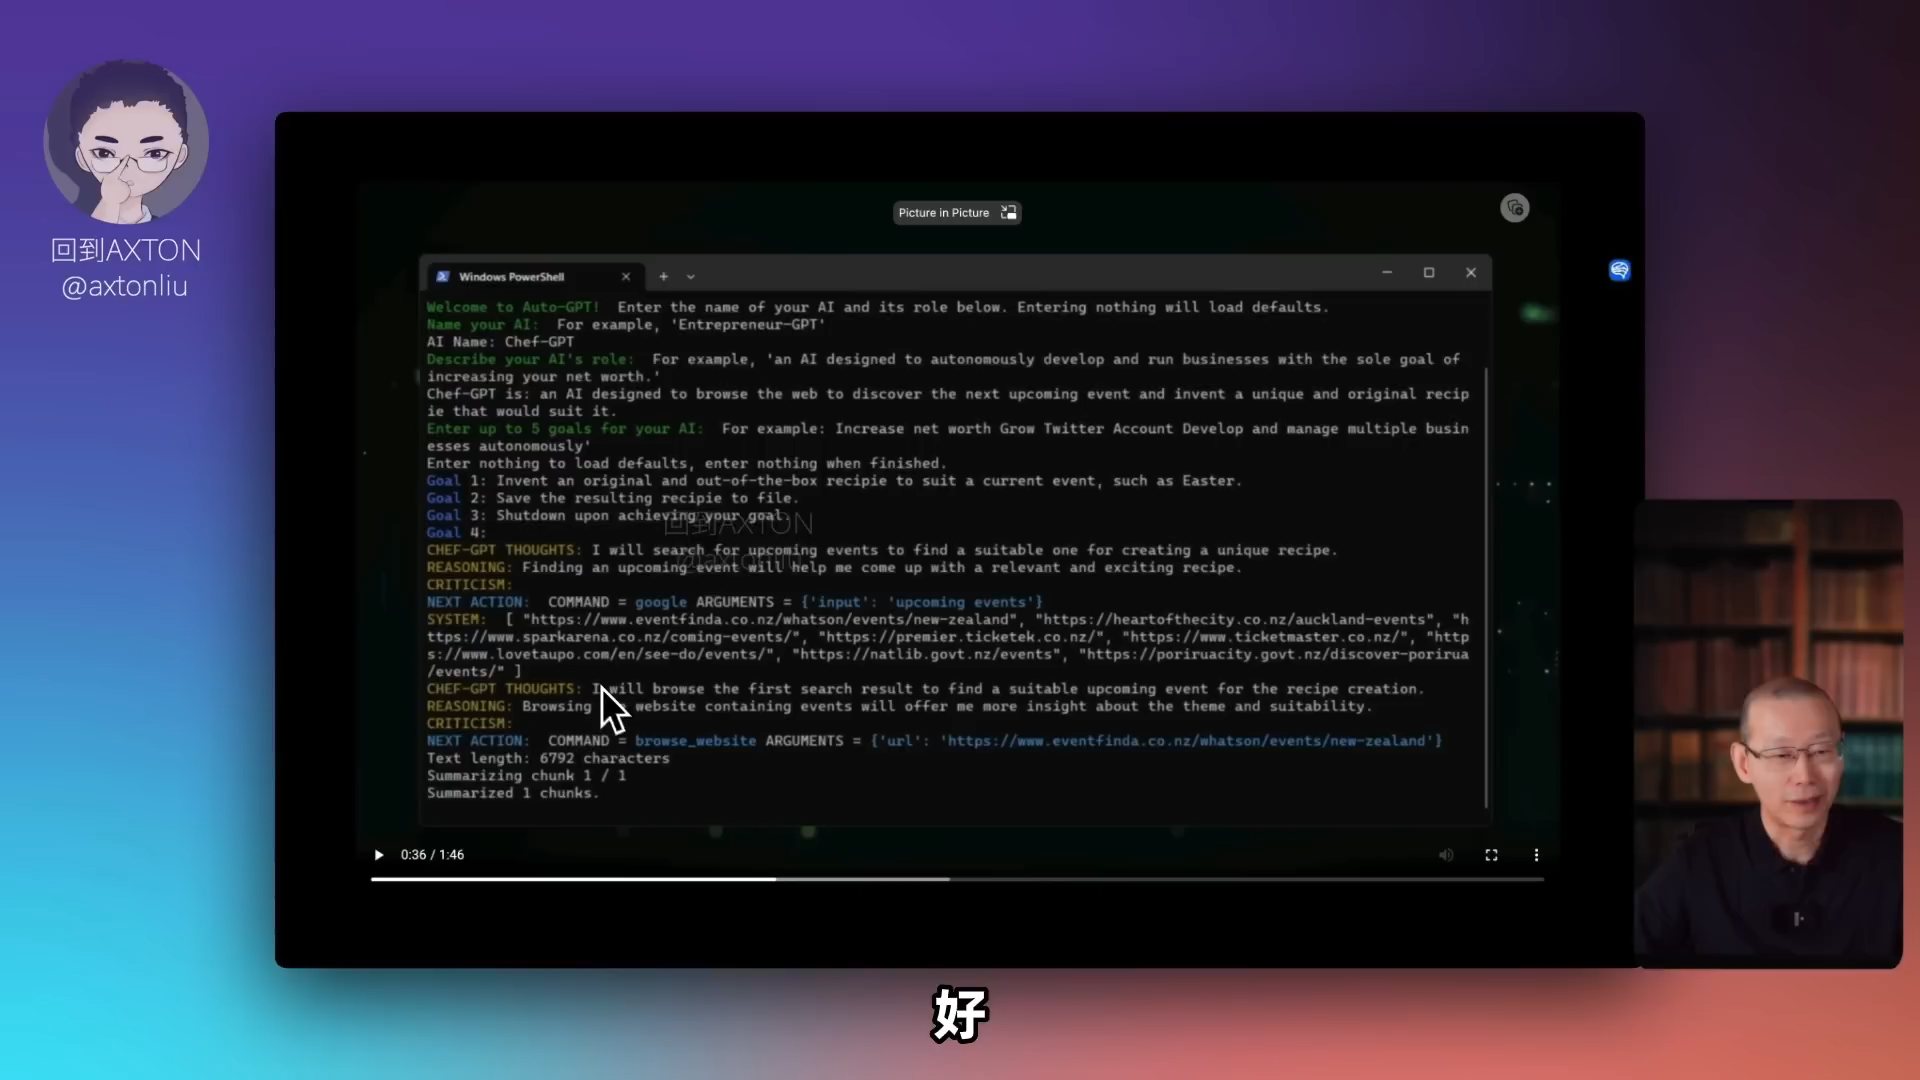 回到AXTON
@axtonliu
Picture in Picture
Windows PowerShell
Welcome to Auto-GPT!  Enter the name of your AI and its role below. Entering nothing will load defaults.
Name your AI:  For example, 'Entrepreneur-GPT'
AI Name: Chef-GPT
Describe your AI's role:  For example, 'an AI designed to autonomously develop and run businesses with the sole goal of
increasing your net worth.'
Chef-GPT is: an AI designed to browse the web to discover the next upcoming event and invent a unique and original recip
ie that would suit it.
Enter up to 5 goals for your AI:  For example: Increase net worth Grow Twitter Account Develop and manage multiple busin
esses autonomously'
Enter nothing to load defaults, enter nothing when finished.
Goal 1: Invent an original and out-of-the-box recipie to suit a current event, such as Easter.
Goal 2: Save the resulting recipie to file.
Goal 3: Shutdown upon achieving your goal.
Goal 4:
回到AXTON
@axtonliu
CHEF-GPT THOUGHTS: I will search for upcoming events to find a suitable one for creating a unique recipe.
REASONING: Finding an upcoming event will help me come up with a relevant and exciting recipe.
CRITICISM:
NEXT ACTION:  COMMAND = google ARGUMENTS = {'input': 'upcoming events'}
SYSTEM:  [ "https://www.eventfinda.co.nz/whatson/events/new-zealand", "https://heartofthecity.co.nz/auckland-events", "h
ttps://www.sparkarena.co.nz/coming-events/", "https://premier.ticketek.co.nz/", "https://www.ticketmaster.co.nz/", "http
s://www.lovetaupo.com/en/see-do/events/", "https://natlib.govt.nz/events", "https://poriruacity.govt.nz/discover-porirua
/events/" ]
CHEF-GPT THOUGHTS: I will browse the first search result to find a suitable upcoming event for the recipe creation.
REASONING: Browsing website containing events will offer me more insight about the theme and suitability.
CRITICISM:
NEXT ACTION:  COMMAND = browse_website ARGUMENTS = {'url': 'https://www.eventfinda.co.nz/whatson/events/new-zealand'}
Text length: 6792 characters
Summarizing chunk 1 / 1
Summarized 1 chunks.
0:36 / 1:46
好